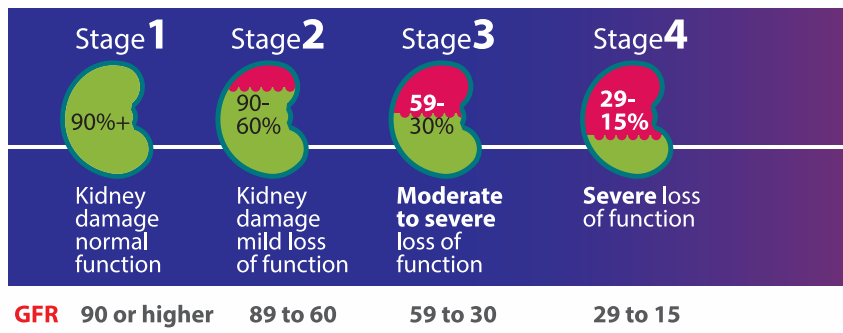 Stage1
Stage2
Stage3
Stage4
90%+
90-
60%
59-
30%
29-
15%
Kidney
damage
normal
function
Kidney
damage
mild loss
of function
Moderate
to severe
loss of
function
Severe loss
of function
GFR 90 or higher 89 to 60 59 to 30 29 to 15